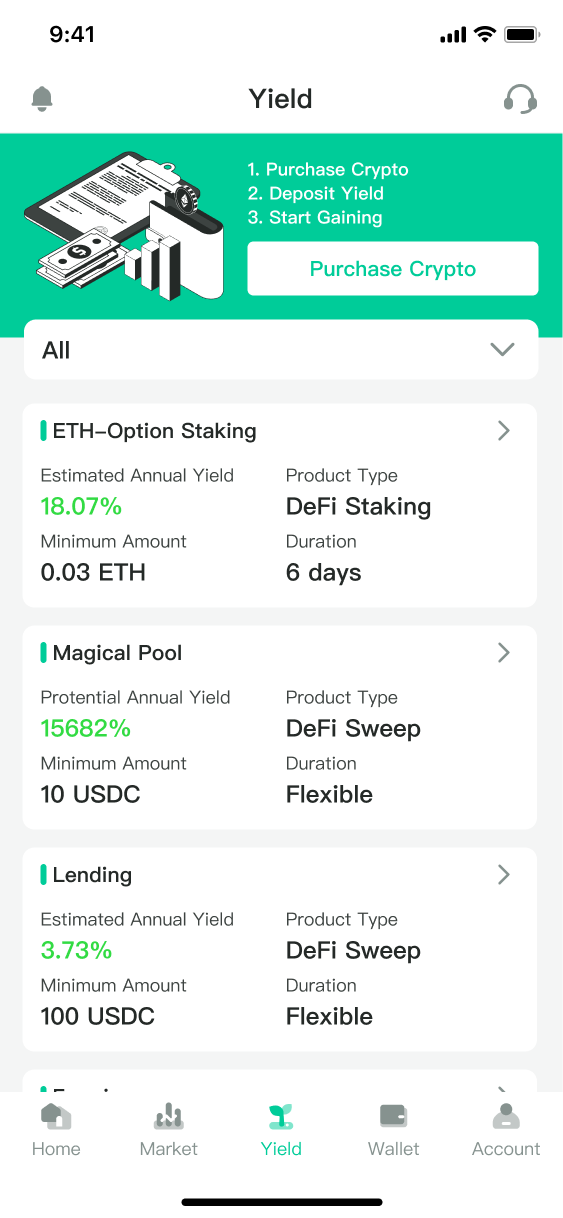 9:41
Yield
1. Purchase Crypto
2. Deposit Yield
3. Start Gaining
Purchase Crypto
All
ETH-Option Staking
Estimated Annual Yield Product Type
18.07% DeFi Staking
Minimum Amount Duration
0.03 ETH 6 days
Magical Pool
Protential Annual Yield Product Type
15682% DeFi Sweep
Minimum Amount Duration
10 USDC Flexible
Lending
Estimated Annual Yield Product Type
3.73% DeFi Sweep
Minimum Amount Duration
100 USDC Flexible
Home Market Yield Wallet Account